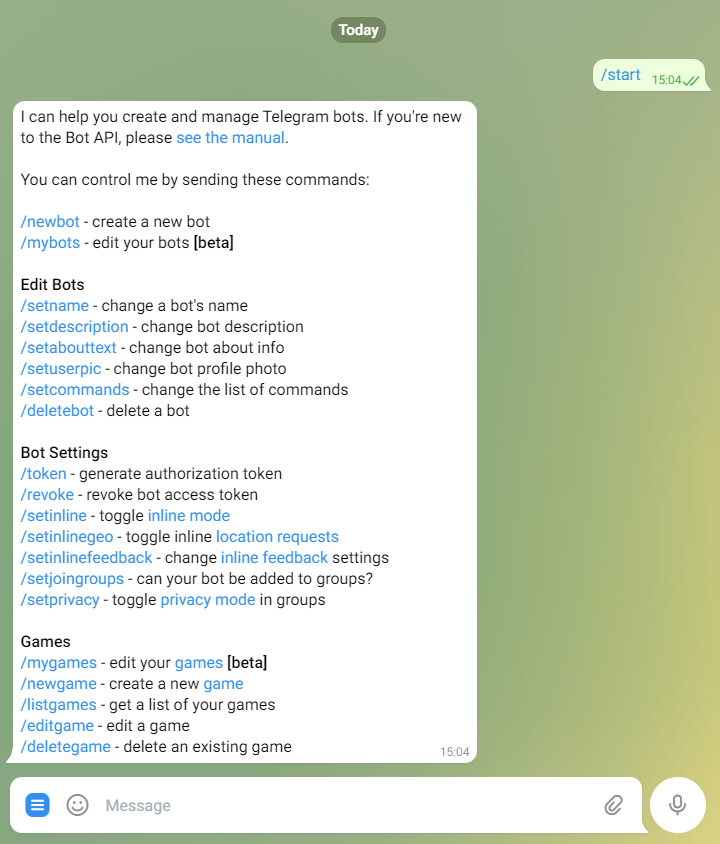 Today
/start 15:04
I can help you create and manage Telegram bots. If you're new
to the Bot API, please see the manual.
You can control me by sending these commands:
/newbot - create a new bot
/mybots - edit your bots [beta]
Edit Bots
/setname - change a bot's name
/setdescription - change bot description
/setabouttext - change bot about info
/setuserpic - change bot profile photo
/setcommands - change the list of commands
/deletebot - delete a bot
Bot Settings
/token - generate authorization token
/revoke - revoke bot access token
/setinline - toggle inline mode
/setinlinegeo - toggle inline location requests
/setinlinefeedback - change inline feedback settings
/setjoingroups - can your bot be added to groups?
/setprivacy - toggle privacy mode in groups
Games
/mygames - edit your games [beta]
/newgame - create a new game
/listgames - get a list of your games
/editgame - edit a game
/deletegame - delete an existing game 15:04
Message